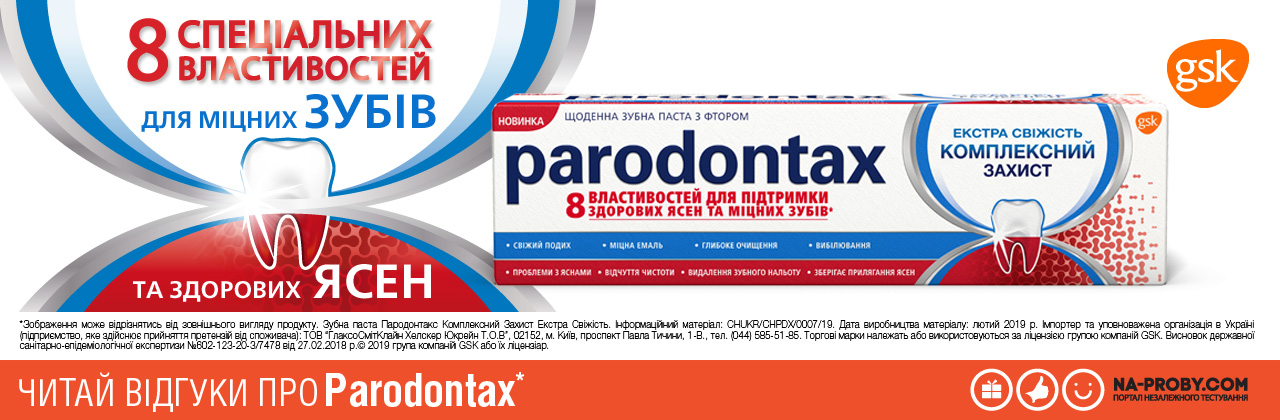 8 СПЕЦІАЛЬНИХ
ВЛАСТИВОСТЕЙ
для міцних ЗУБІВ
та здорових ЯСЕН
gsk
НОВИНКА
ЩОДЕННА ЗУБНА ПАСТА З ФТОРОМ
parodontax
8 ВЛАСТИВОСТЕЙ ДЛЯ ПІДТРИМКИ
ЗДОРОВИХ ЯСЕН ТА МІЦНИХ ЗУБІВ*
• СВІЖИЙ ПОДИХ • МІЦНА ЕМАЛЬ • ГЛИБОКЕ ОЧИЩЕННЯ • ВИБІЛЮВАННЯ
• ПРОБЛЕМИ З ЯСНАМИ • ВІДЧУТТЯ ЧИСТОТИ • ВИДАЛЕННЯ ЗУБНОГО НАЛЬОТУ • ЗБЕРІГАЄ ПРИЛЯГАННЯ ЯСЕН
gsk
ЕКСТРА СВІЖІСТЬ
КОМПЛЕКСНИЙ
ЗАХИСТ
*Зображення може відрізнятись від зовнішнього вигляду продукту. Зубна паста Пародонтакс Комплексний Захист Екстра Свіжість. Інформаційний матеріал: CHUKR/CHPDX/0007/19. Дата виробництва матеріалу: лютий 2019 р. Імпортер та уповноважена організація в Україні
(підприємство, яке здійснює прийняття претензій від споживача): ТОВ "ГлаксоСмітКляйн Хелскер Юкрейн Т.О.В", 02152, м. Київ, проспект Павла Тичини, 1-В., тел. (044) 585-51-85. Торгові марки належать або використовуються за ліцензією групою компаній GSK. Висновок державної
санітарно-епідеміологічної експертизи №602-123-20-3/7478 від 27.02.2018 р.© 2019 група компаній GSK або їх ліцензіар.
ЧИТАЙ ВІДГУКИ ПРО Parodontax*
NA-PROBY.COM
ПОРТАЛ НЕЗАЛЕЖНОГО ТЕСТУВАННЯ